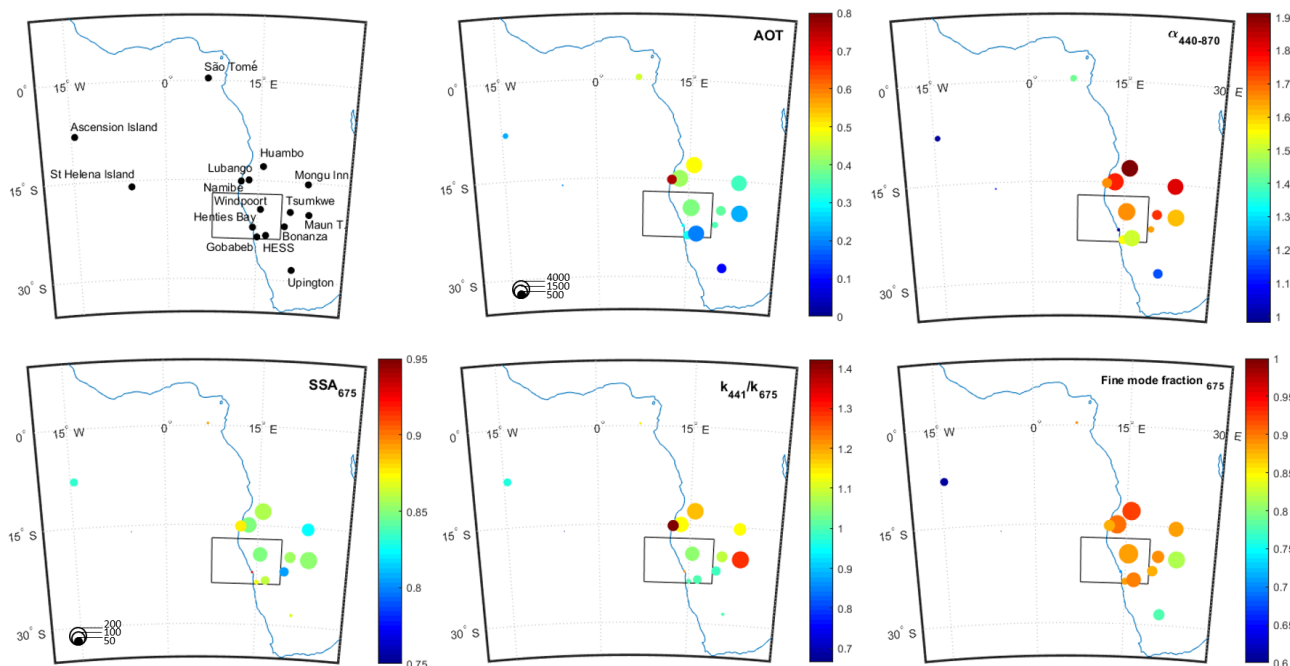 São Tomé
15° W
0°
15° E
0°
Ascension Island
Huambo
St Helena Island
Lubango
Mongu Inn.
15° S
Namibe
Windpoort
Tsumkwe
Henties Bay
Maun T.
Bonanza
Gobabeb
HESS
Upington
30° S
AOT
0.8
0.7
0.6
0.5
0.4
0.3
0.2
0.1
0
15° W
0°
15° E
0°
15° S
30° S
4000
1500
500
α440-870
1.9
1.8
1.7
1.6
1.5
1.4
1.3
1.2
1.1
1
15° W
0°
15° E
30° E
0°
15° S
30° S
SSA675
0.95
0.9
0.85
0.8
0.75
15° W
0°
15° E
0°
15° S
30° S
200
100
50
k441/k675
1.4
1.3
1.2
1.1
1
0.9
0.8
0.7
15° W
0°
15° E
0°
15° S
30° S
Fine mode fraction 675
1
0.95
0.9
0.85
0.8
0.75
0.7
0.65
0.6
15° W
0°
15° E
30° E
0°
15° S
30° S